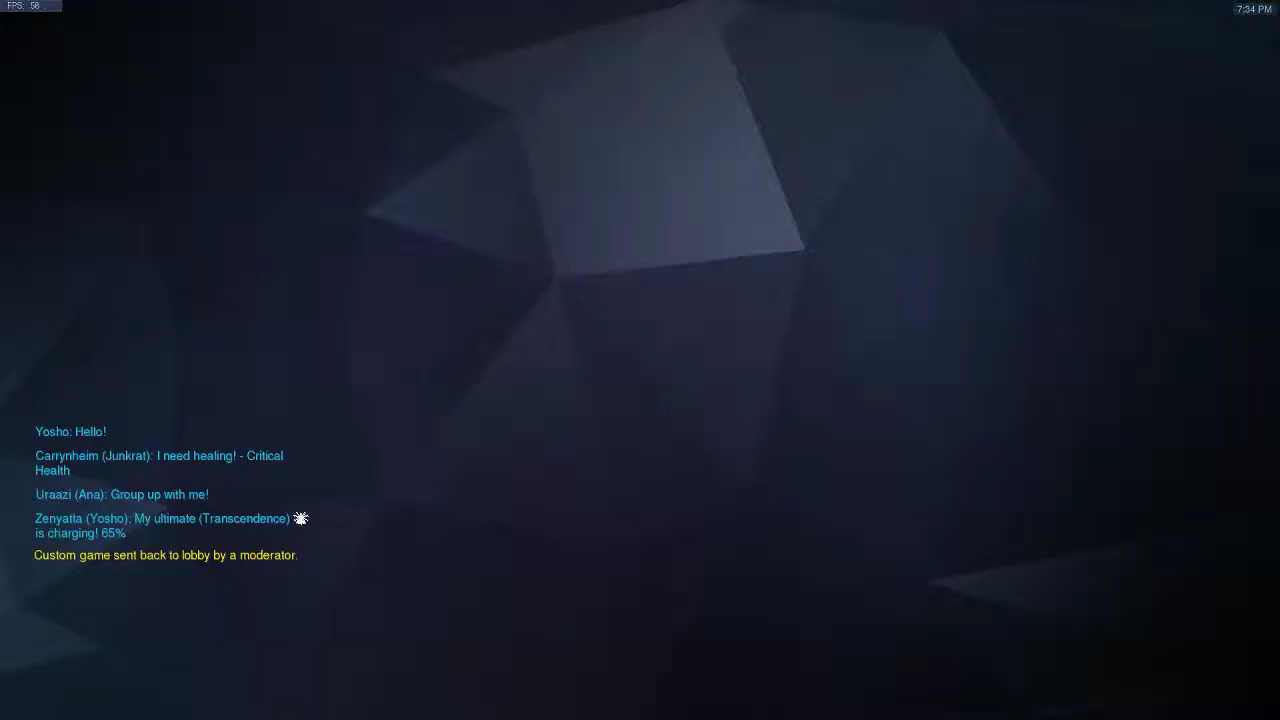 FPS: 58 .
7:34 PM
Yosho: Hello!
Carrynheim (Junkrat): I need healing! - Critical
Health
Uraazi (Ana): Group up with me!
Zenyatta (Yosho): My ultimate (Transcendence)
is charging! 65%
Custom game sent back to lobby by a moderator.